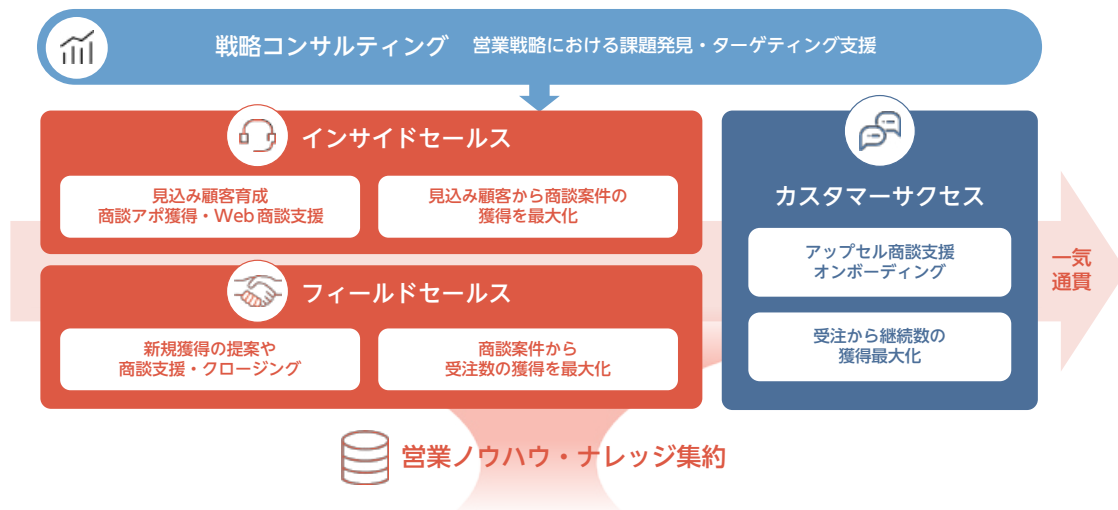 戦略コンサルティング 営業戦略における課題発見・ターゲティング支援
インサイドセールス
見込み顧客育成
商談アポ獲得・Web商談支援
見込み顧客から商談案件の
獲得を最大化
フィールドセールス
新規獲得の提案や
商談支援・クロージング
商談案件から
受注数の獲得を最大化
カスタマーサクセス
アップセル商談支援
オンボーディング
受注から継続数の
獲得最大化
一気
通貫
営業ノウハウ・ナレッジ集約